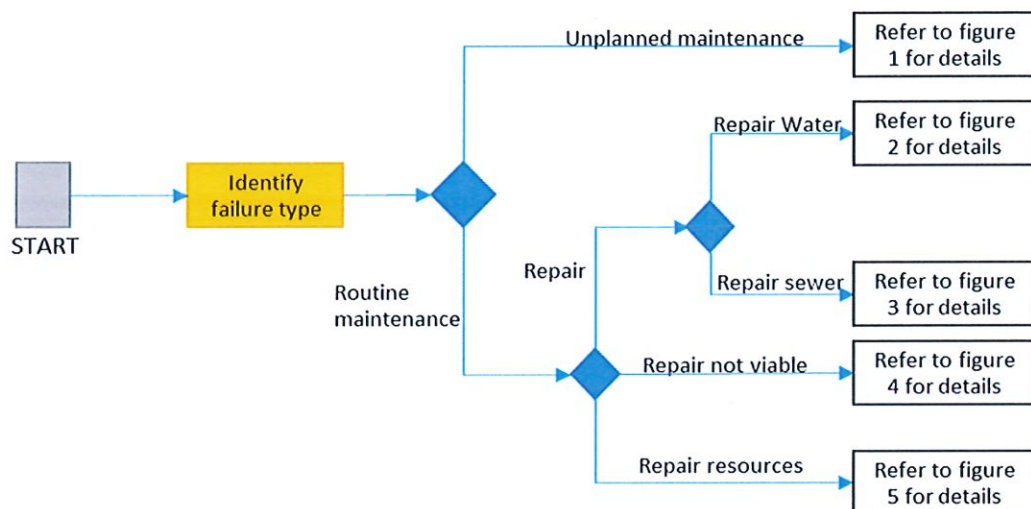 Unplanned maintenance
Refer to figure
1 for details
Repair Water
Refer to figure
2 for details
Identify
failure type
START
Routine
maintenance
Repair
Repair sewer
Refer to figure
3 for details
Repair not viable
Refer to figure
4 for details
Repair resources
Refer to figure
5 for details